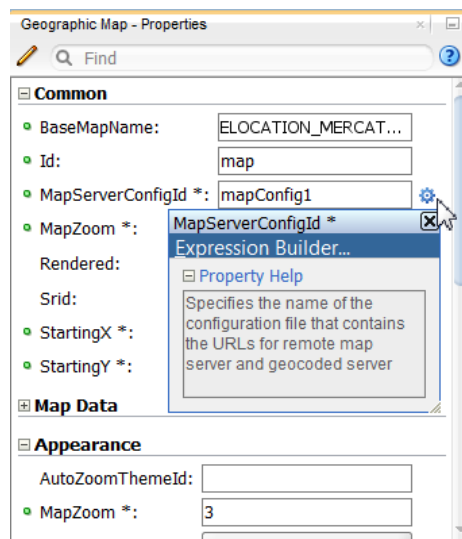 Geographic Map - Properties
Find
Common
BaseMapName: ELOCATION_MERCAT...
Id: map
MapServerConfigId *: mapConfig1
MapZoom *:
MapServerConfigId *
Expression Builder...
Rendered:
Property Help
Srid:
Specifies the name of the
configuration file that contains
StartingX *:
the URLs for remote map
StartingY *:
server and geocoded server
Map Data
Appearance
AutoZoomThemeId:
MapZoom *: 3